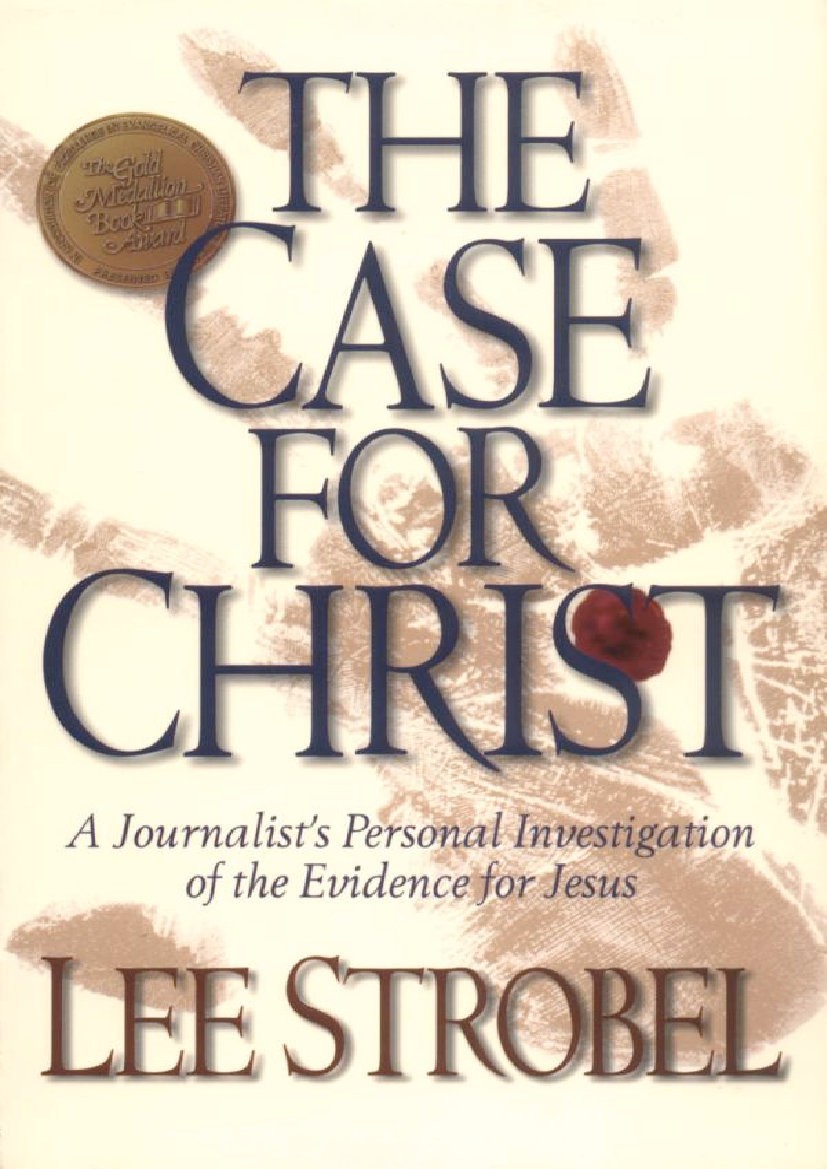 THE
The Gold
Medallion
Book
Award
CASE
FOR
CHRIST
A Journalist's Personal Investigation
of the Evidence for Jesus
LEE STROBEL